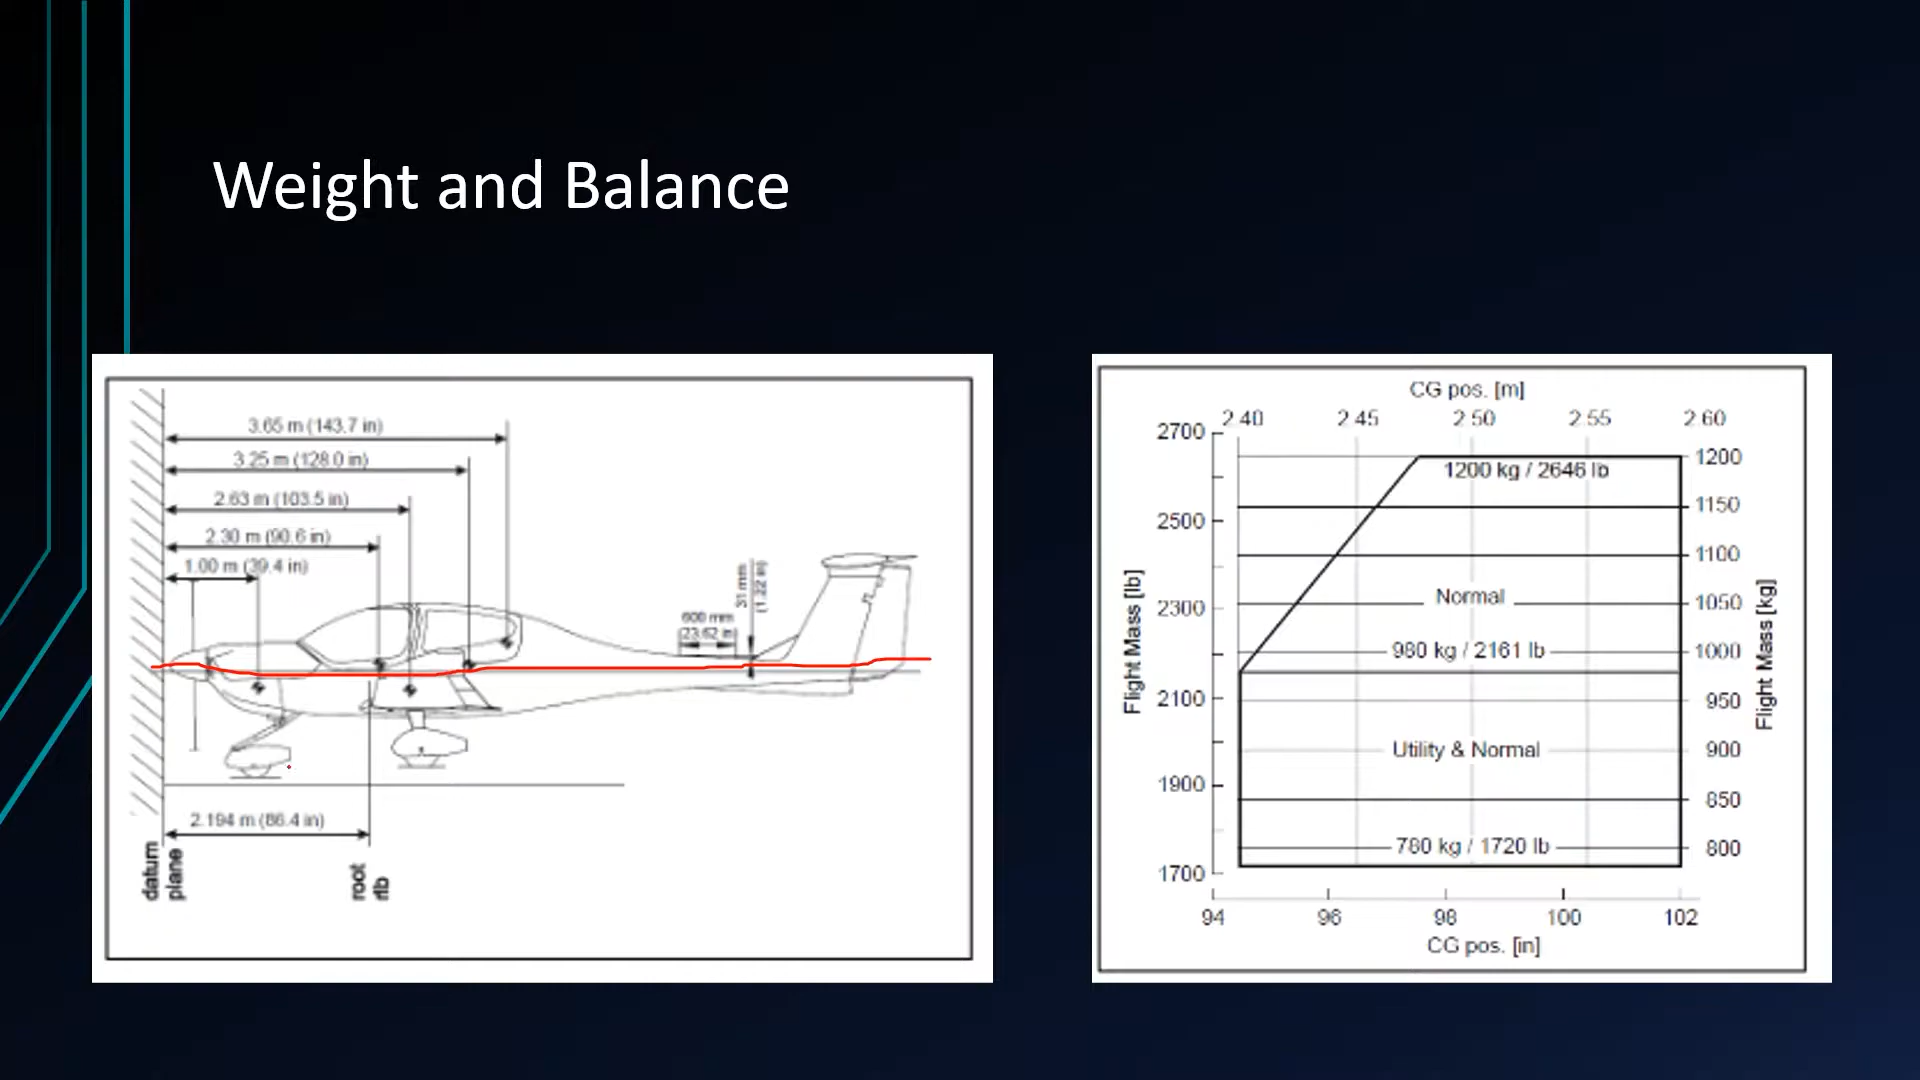 Weight and Balance
3.65 m (143.7 in)
3.25 m (128.0 in)
2.63 m (103.5 in)
2.30 m (90.6 in)
1.00 m (39.4 in)
600 mm
(23.62 in)
31 mm
(1.22 in)
2.194 m (86.4 in)
datum
plane
root
rib
CG pos. [m]
2.40 2.45 2.50 2.55 2.60
2700
2500
2300
2100
1900
1700
Flight Mass [lb]
1200 kg / 2646 lb
Normal
980 kg / 2161 lb
Utility & Normal
780 kg / 1720 lb
1200
1150
1100
1050
1000
950
900
850
800
Flight Mass [kg]
94 96 98 100 102
CG pos. [in]